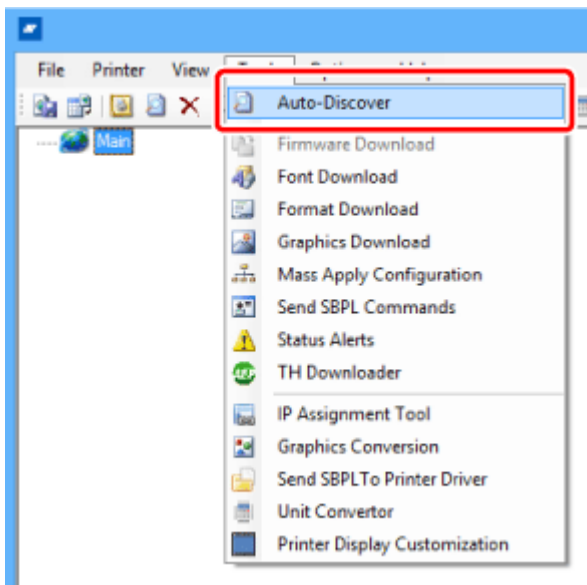 File Printer View
Main
Auto-Discover
Firmware Download
Font Download
Format Download
Graphics Download
Mass Apply Configuration
Send SBPL Commands
Status Alerts
TH Downloader
IP Assignment Tool
Graphics Conversion
Send SBPLTo Printer Driver
Unit Convertor
Printer Display Customization